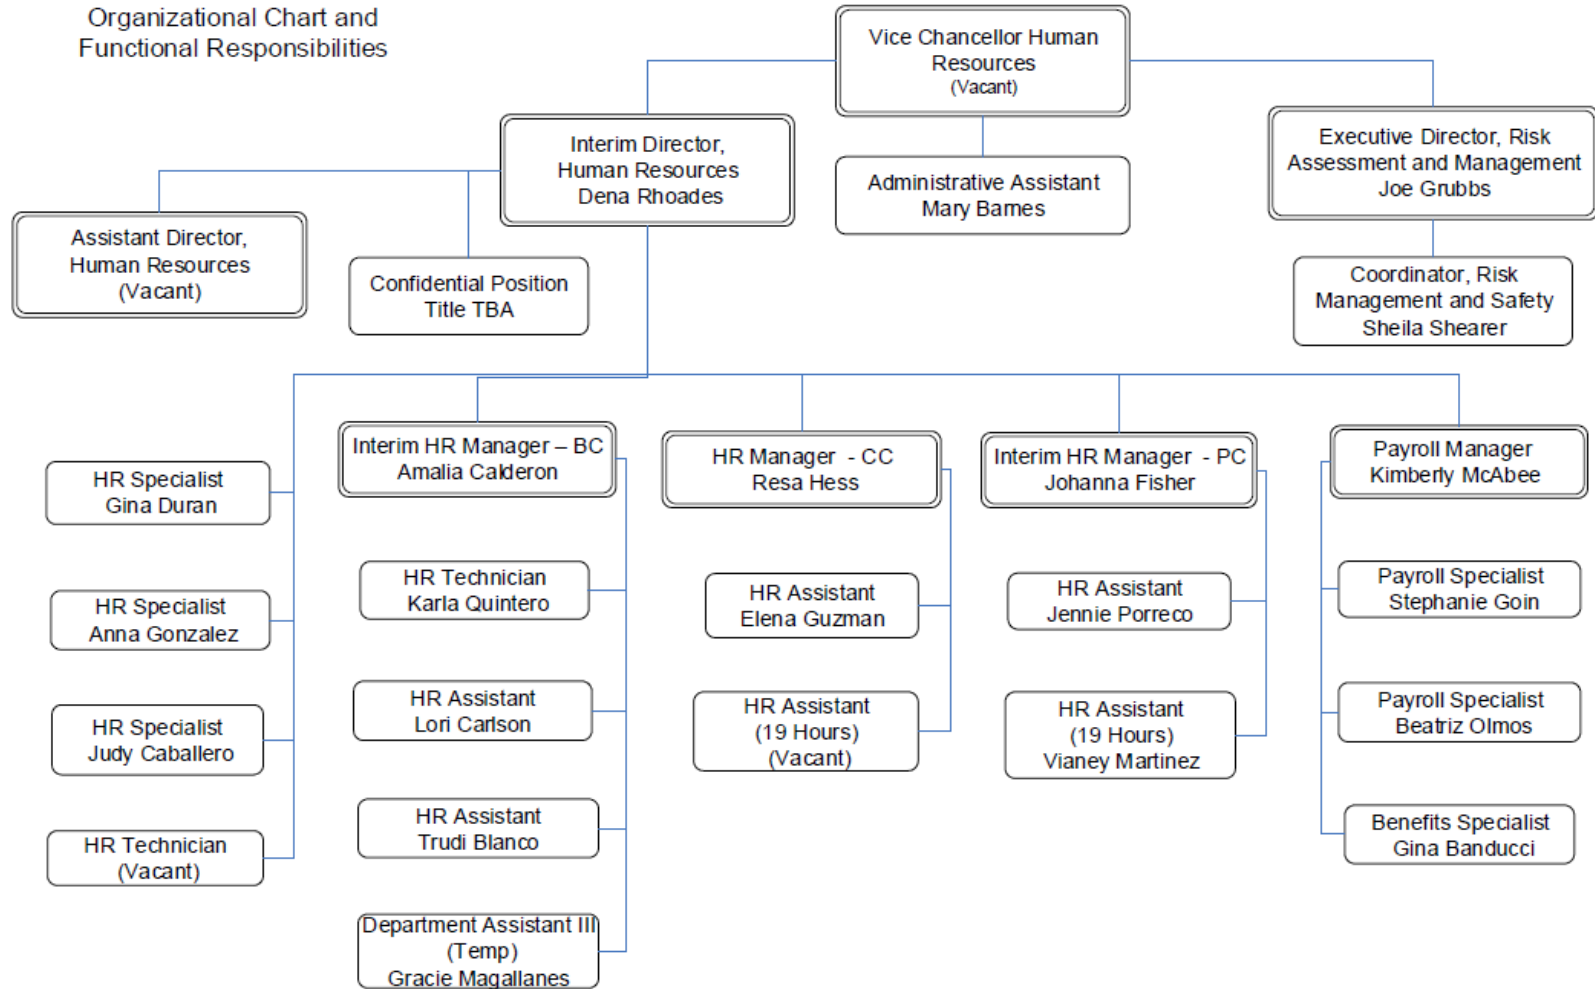 Organizational Chart and
Functional Responsibilities
Vice Chancellor Human
Resources
(Vacant)
Interim Director,
Human Resources
Dena Rhoades
Administrative Assistant
Mary Barnes
Executive Director, Risk
Assessment and Management
Joe Grubbs
Assistant Director,
Human Resources
(Vacant)
Confidential Position
Title TBA
Coordinator, Risk
Management and Safety
Sheila Shearer
HR Specialist
Gina Duran
HR Specialist
Anna Gonzalez
HR Specialist
Judy Caballero
HR Technician
(Vacant)
Interim HR Manager – BC
Amalia Calderon
HR Technician
Karla Quintero
HR Assistant
Lori Carlson
HR Assistant
Trudi Blanco
Department Assistant III
(Temp)
Gracie Magallanes
HR Manager - CC
Resa Hess
HR Assistant
Elena Guzman
HR Assistant
(19 Hours)
(Vacant)
Interim HR Manager - PC
Johanna Fisher
HR Assistant
Jennie Porreco
HR Assistant
(19 Hours)
Vianey Martinez
Payroll Manager
Kimberly McAbee
Payroll Specialist
Stephanie Goin
Payroll Specialist
Beatriz Olmos
Benefits Specialist
Gina Banducci